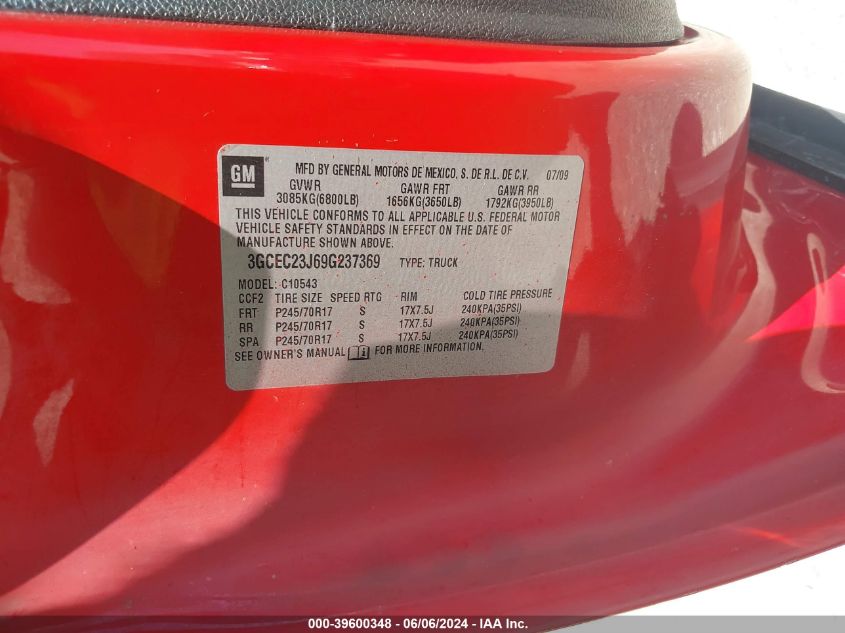 GM MFD BY GENERAL MOTORS DE MEXICO, S. DE R.L. DE C.V. 07/09
GVWR GAWR FRT GAWR RR
3085KG(6800LB) 1656KG(3650LB) 1792KG(3950LB)
THIS VEHICLE CONFORMS TO ALL APPLICABLE U.S. FEDERAL MOTOR
VEHICLE SAFETY STANDARDS IN EFFECT ON THE DATE OF
MANUFACTURE SHOWN ABOVE.
3GCEC23J69G237369 TYPE: TRUCK
MODEL: C10543
CCF2 TIRE SIZE SPEED RTG RIM COLD TIRE PRESSURE
FRT P245/70R17 S 17X7.5J 240KPA(35PSI)
RR P245/70R17 S 17X7.5J 240KPA(35PSI)
SPA P245/70R17 S 17X7.5J 240KPA(35PSI)
SEE OWNER'S MANUAL FOR MORE INFORMATION.
000-39600348 - 06/06/2024 - IAA Inc.